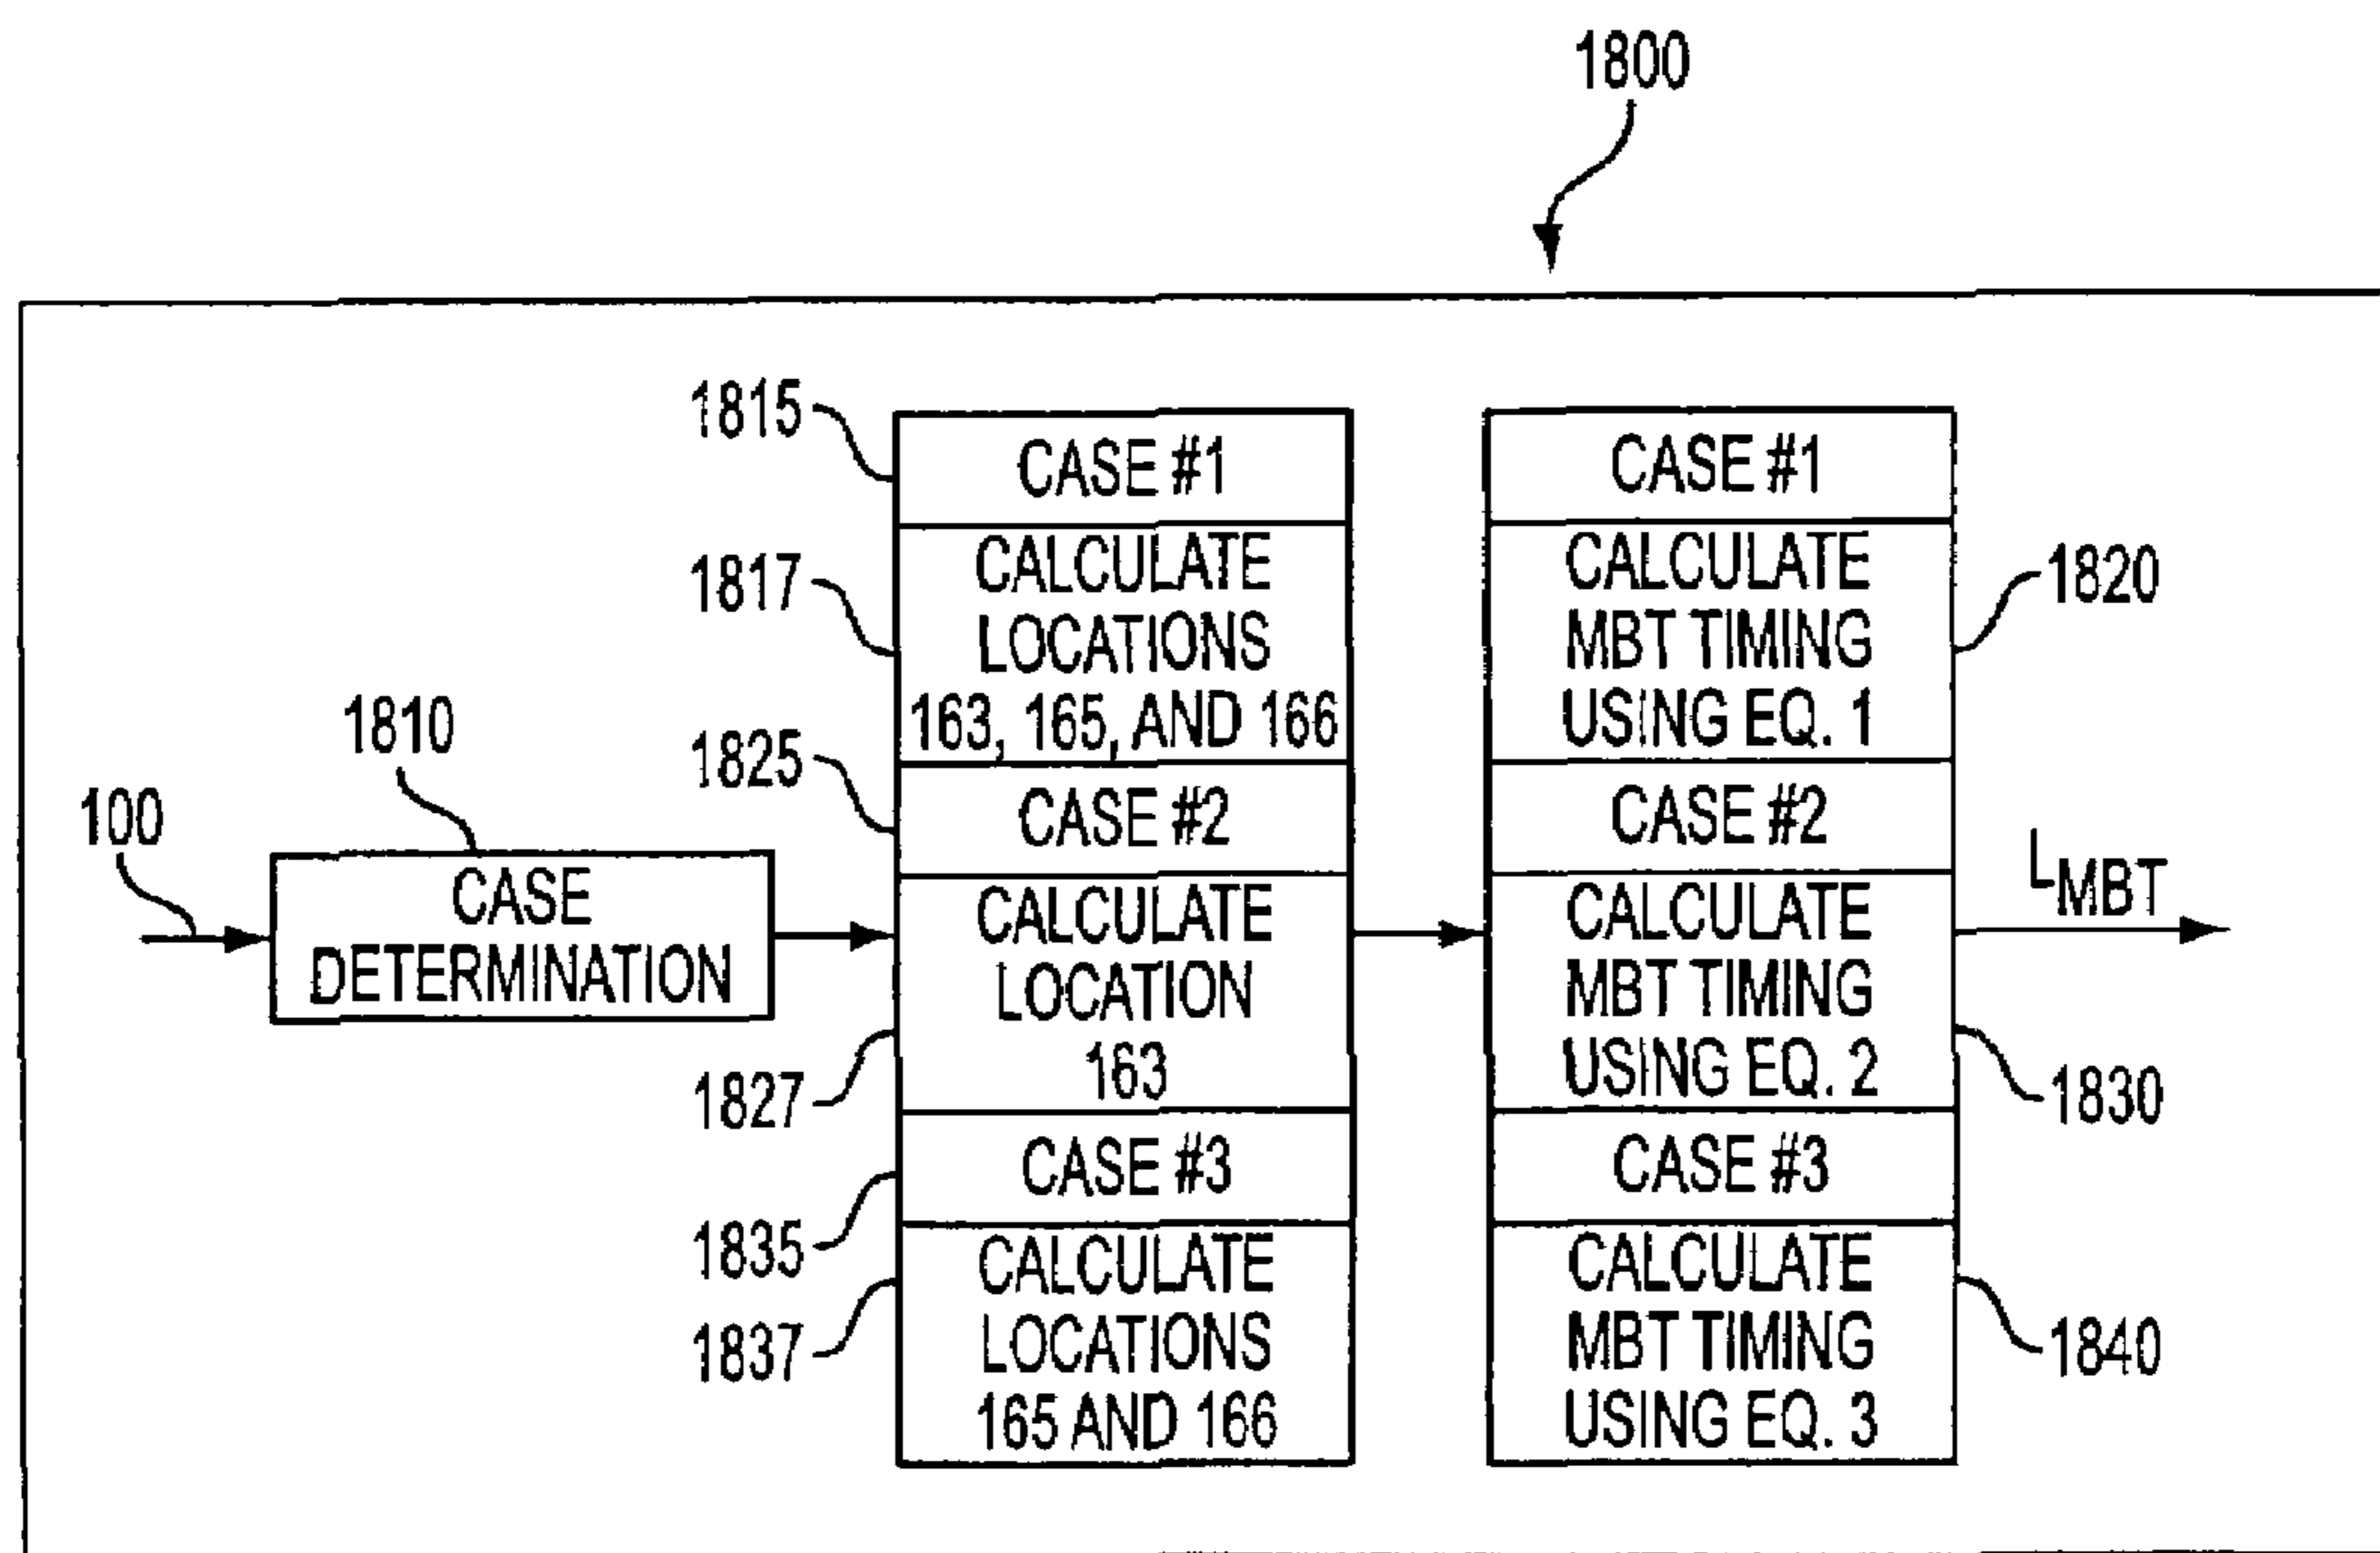 1800
1815
CASE #1
CASE #1
1817
CALCULATE
LOCATIONS
163, 165, AND 166
CALCULATE
MBT TIMING
USING EQ. 1
1820
1810
1825
CASE #2
CASE #2
100
CASE
DETERMINATION
1827
CALCULATE
LOCATION
163
CALCULATE
MBT TIMING
USING EQ. 2
LMBT
1830
1835
CASE #3
CASE #3
1837
CALCULATE
LOCATIONS
165 AND 166
CALCULATE
MBT TIMING
USING EQ. 3
1840